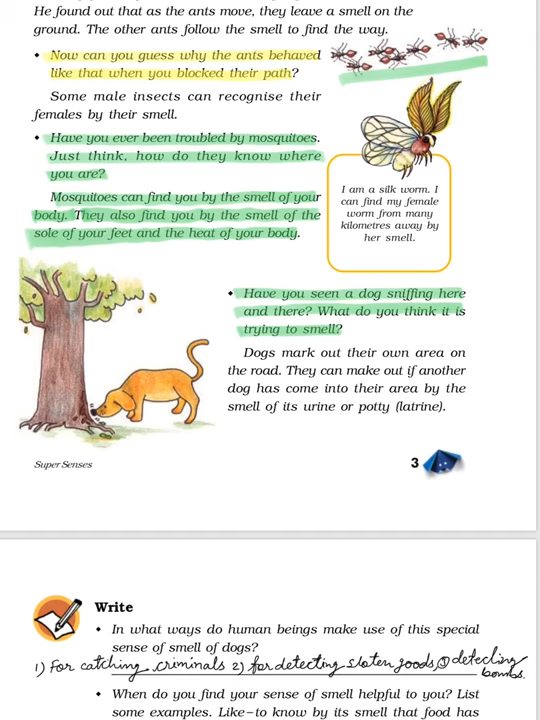 He found out that as the ants move, they leave a smell on the
ground. The other ants follow the smell to find the way.
• Now can you guess why the ants behaved
like that when you blocked their path?
Some male insects can recognise their
females by their smell.
• Have you ever been troubled by mosquitoes.
Just think, how do they know where
you are?
Mosquitoes can find you by the smell of your
body. They also find you by the smell of the
sole of your feet and the heat of your body.
I am a silk worm. I
can find my female
worm from many
kilometres away by
her smell.
• Have you seen a dog sniffing here
and there? What do you think it is
trying to smell?
Dogs mark out their own area on
the road. They can make out if another
dog has come into their area by the
smell of its urine or potty (latrine).
Super Senses
3
Write
• In what ways do human beings make use of this special
sense of smell of dogs?
1) For catching criminals 2) for detecting sloten goods, 3) detecting
bombs.
• When do you find your sense of smell helpful to you? List
some examples. Like–to know by its smell that food has